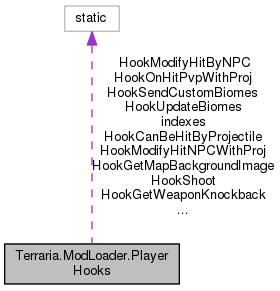 static
HookModifyHitByNPC
HookOnHitPvpWithProj
HookSendCustomBiomes
HookUpdateBiomes
indexes
HookCanBeHitByProjectile
HookModifyHitNPCWithProj
HookGetMapBackgroundImage
HookShoot
HookGetWeaponKnockback
...
Terraria.ModLoader.Player
Hooks